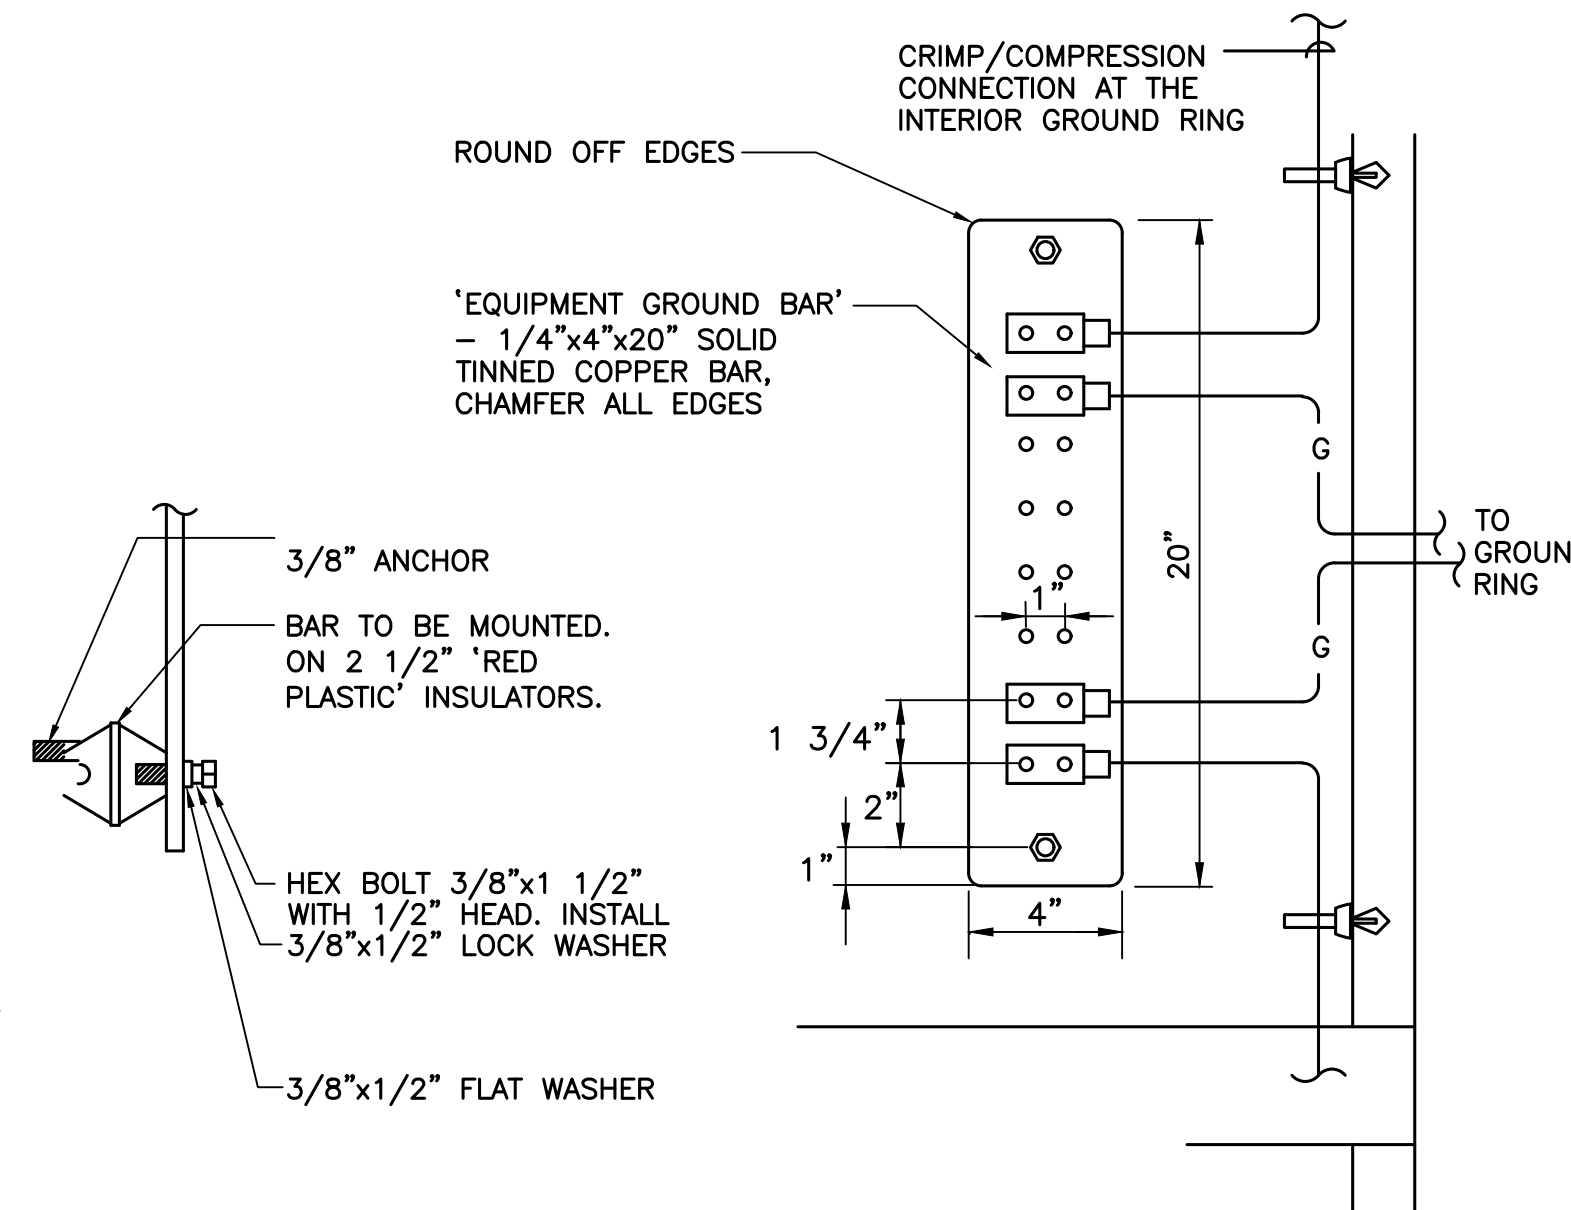 CRIMP/COMPRESSION
CONNECTION AT THE
INTERIOR GROUND RING
ROUND OFF EDGES
‘EQUIPMENT GROUND BAR’
– 1/4”x4”x20” SOLID
TINNED COPPER BAR,
CHAMFER ALL EDGES
G
20”
TO
GROUN
RING
3/8” ANCHOR
1”
BAR TO BE MOUNTED.
ON 2 1/2” ‘RED
PLASTIC’ INSULATORS.
G
1 3/4”
2”
1”
4”
HEX BOLT 3/8”x1 1/2”
WITH 1/2” HEAD. INSTALL
3/8”x1/2” LOCK WASHER
3/8”x1/2” FLAT WASHER